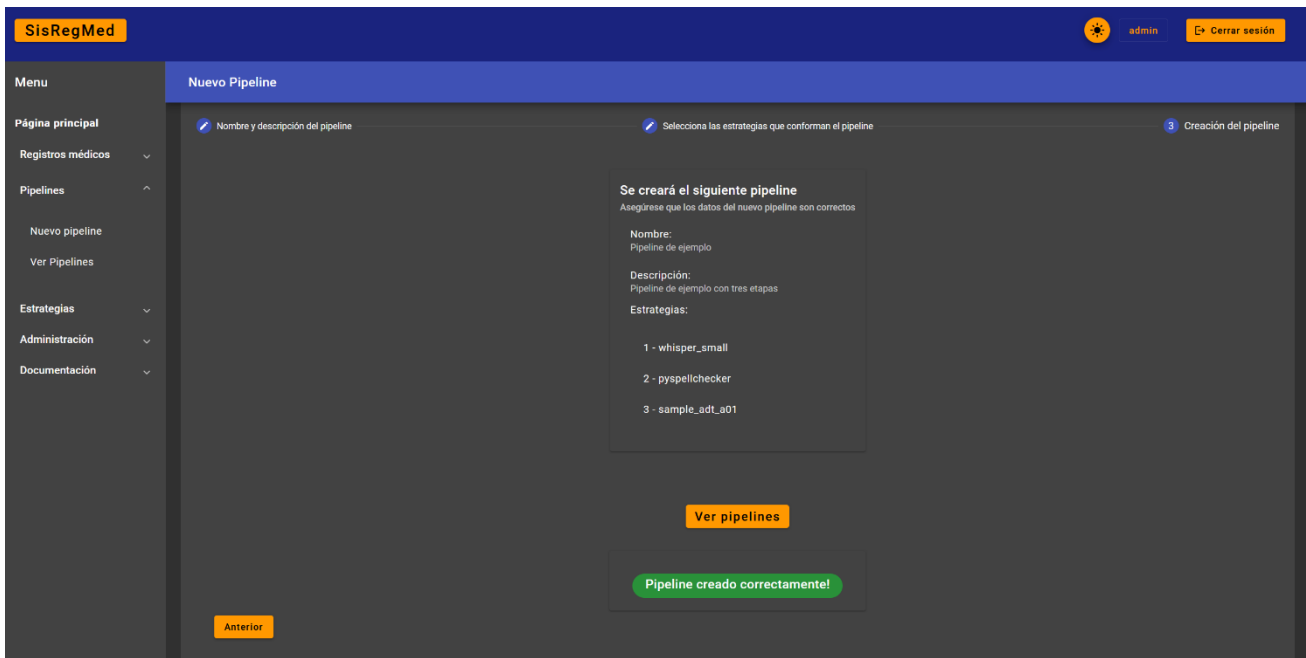 SisRegMed
admin
Cerrar sesión
Menu
Nuevo Pipeline
Página principal
Registros médicos
Pipelines
Nuevo pipeline
Ver Pipelines
Estrategias
Administración
Documentación
Nombre y descripción del pipeline
Selecciona las estrategias que conforman el pipeline
3 Creación del pipeline
Se creará el siguiente pipeline
Asegúrese que los datos del nuevo pipeline son correctos
Nombre:
Pipeline de ejemplo
Descripción:
Pipeline de ejemplo con tres etapas
Estrategias:
1 - whisper_small
2 - pyspellchecker
3 - sample_adt_a01
Ver pipelines
Pipeline creado correctamente!
Anterior